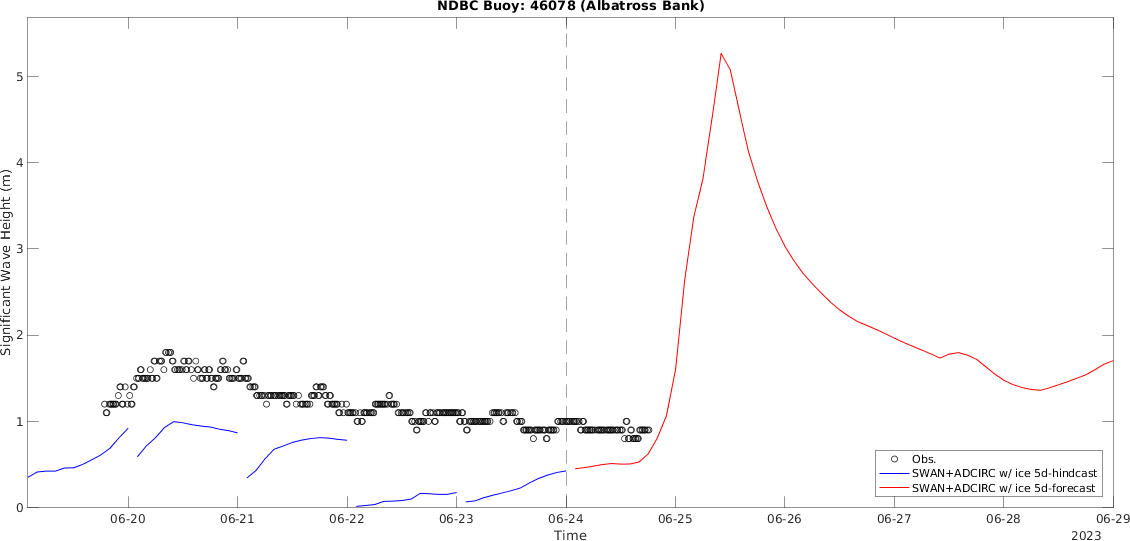 NDBC Buoy: 46078 (Albatross Bank)
Significant Wave Height (m)
5
4
3
2
1
0
Obs.
SWAN+ADCIRC w/ ice 5d-hindcast
SWAN+ADCIRC w/ ice 5d-forecast
06-20 06-21 06-22 06-23 06-24 06-25 06-26 06-27 06-28 06-29
Time
2023